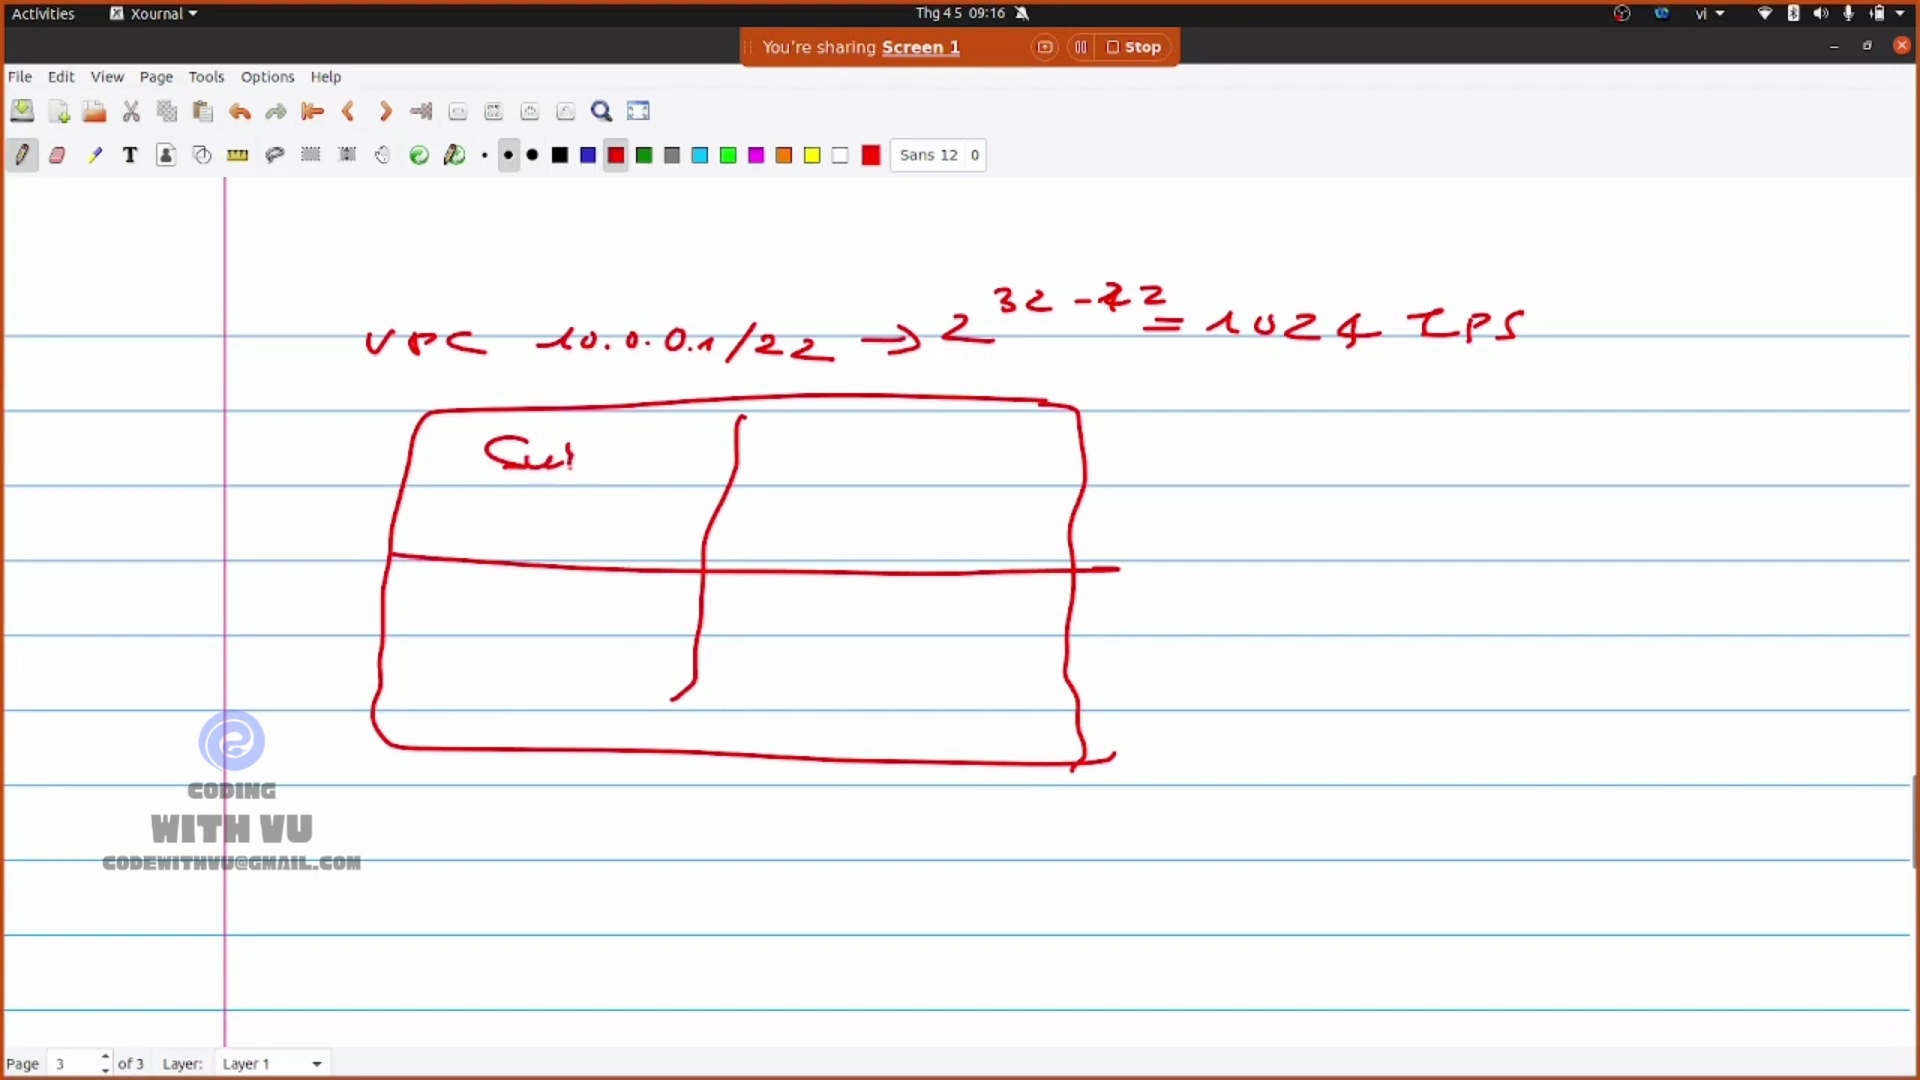 Activities Xournal Thg 4 5 09:16 vi
You're sharing Screen 1 Stop
File Edit View Page Tools Options Help
T Sans 12 0
VPC 10.0.0.1/22 → 2^32-22 = 1024 IPS
Sub
CODING
WITH VU
CODEWITHVU@GMAIL.COM
Page 3 of 3 Layer: Layer 1